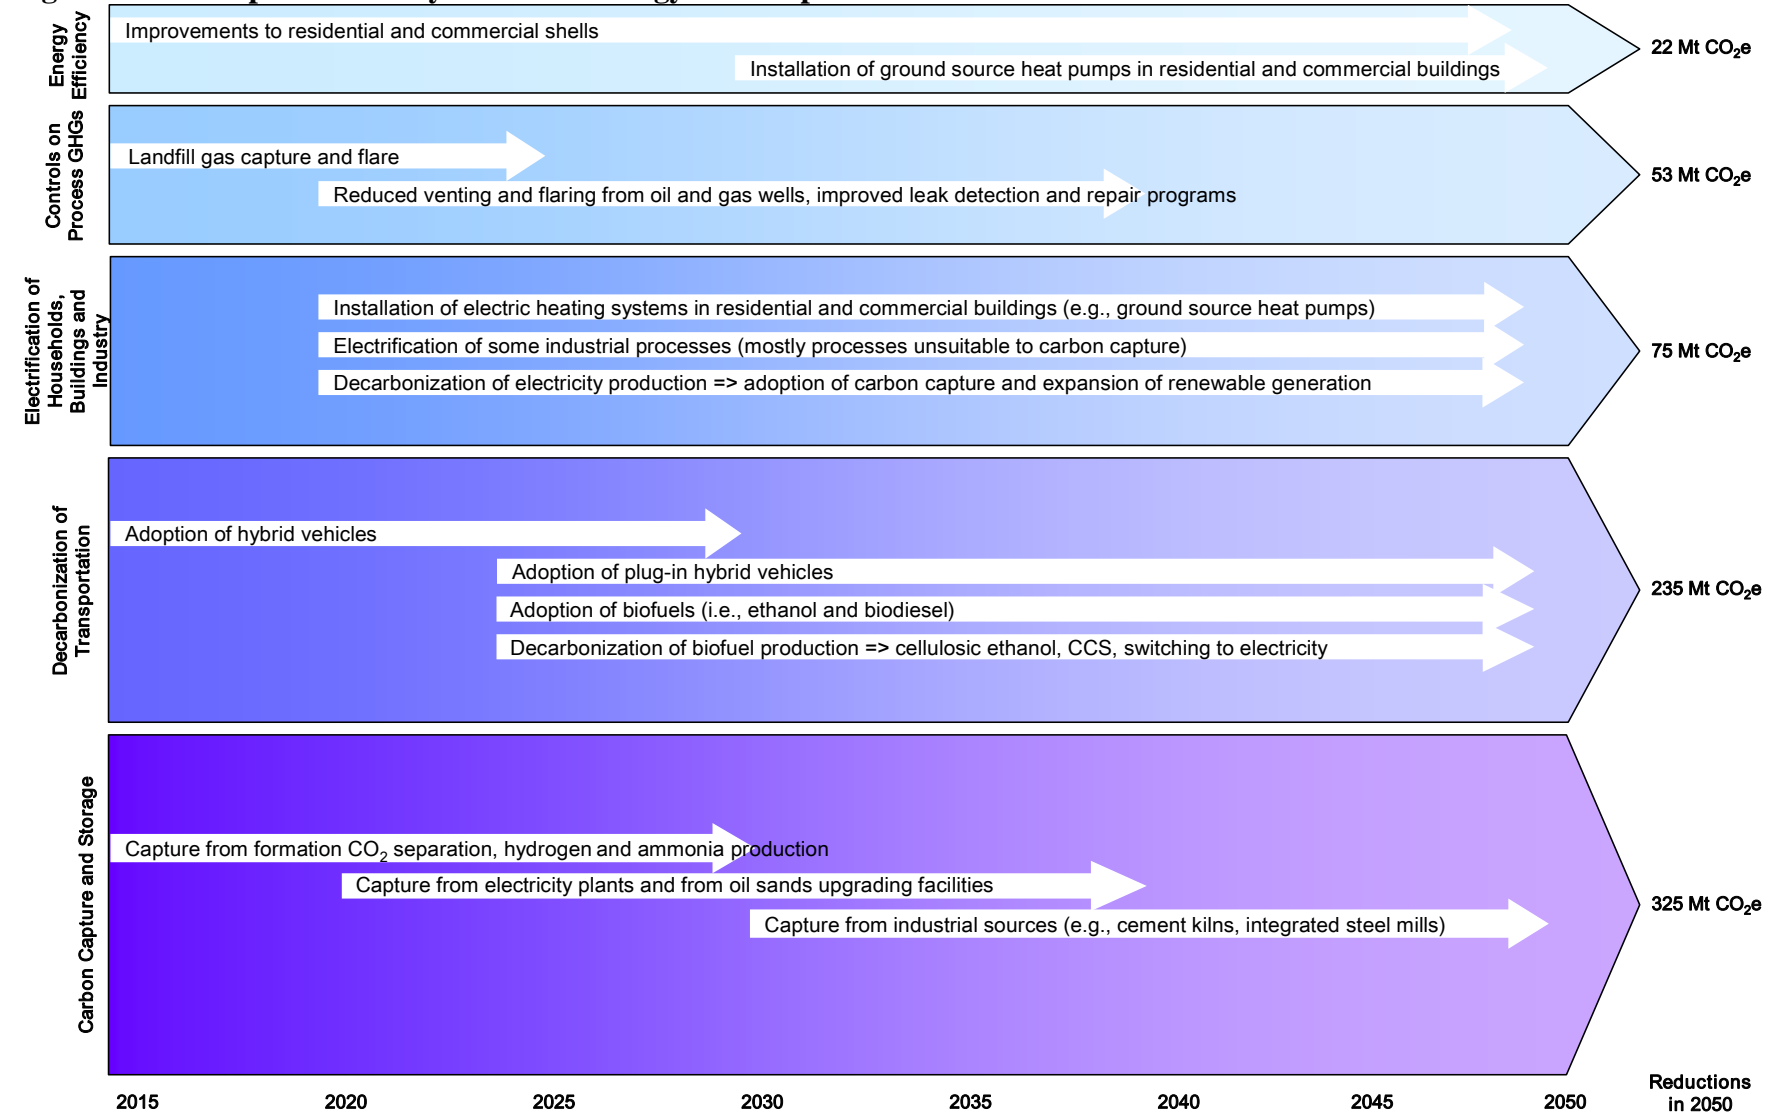 Energy
Efficiency
Improvements to residential and commercial shells
Installation of ground source heat pumps in residential and commercial buildings
22 Mt CO₂e
Controls on
Process GHGs
Landfill gas capture and flare
Reduced venting and flaring from oil and gas wells, improved leak detection and repair programs
53 Mt CO₂e
Electrification of
Households,
Buildings and
Industry
Installation of electric heating systems in residential and commercial buildings (e.g., ground source heat pumps)
Electrification of some industrial processes (mostly processes unsuitable to carbon capture)
Decarbonization of electricity production => adoption of carbon capture and expansion of renewable generation
75 Mt CO₂e
Decarbonization of
Transportation
Adoption of hybrid vehicles
Adoption of plug-in hybrid vehicles
Adoption of biofuels (i.e., ethanol and biodiesel)
Decarbonization of biofuel production => cellulosic ethanol, CCS, switching to electricity
235 Mt CO₂e
Carbon Capture and Storage
Capture from formation CO₂ separation, hydrogen and ammonia production
Capture from electricity plants and from oil sands upgrading facilities
Capture from industrial sources (e.g., cement kilns, integrated steel mills)
325 Mt CO₂e
2015 2020 2025 2030 2035 2040 2045 2050
Reductions
in 2050